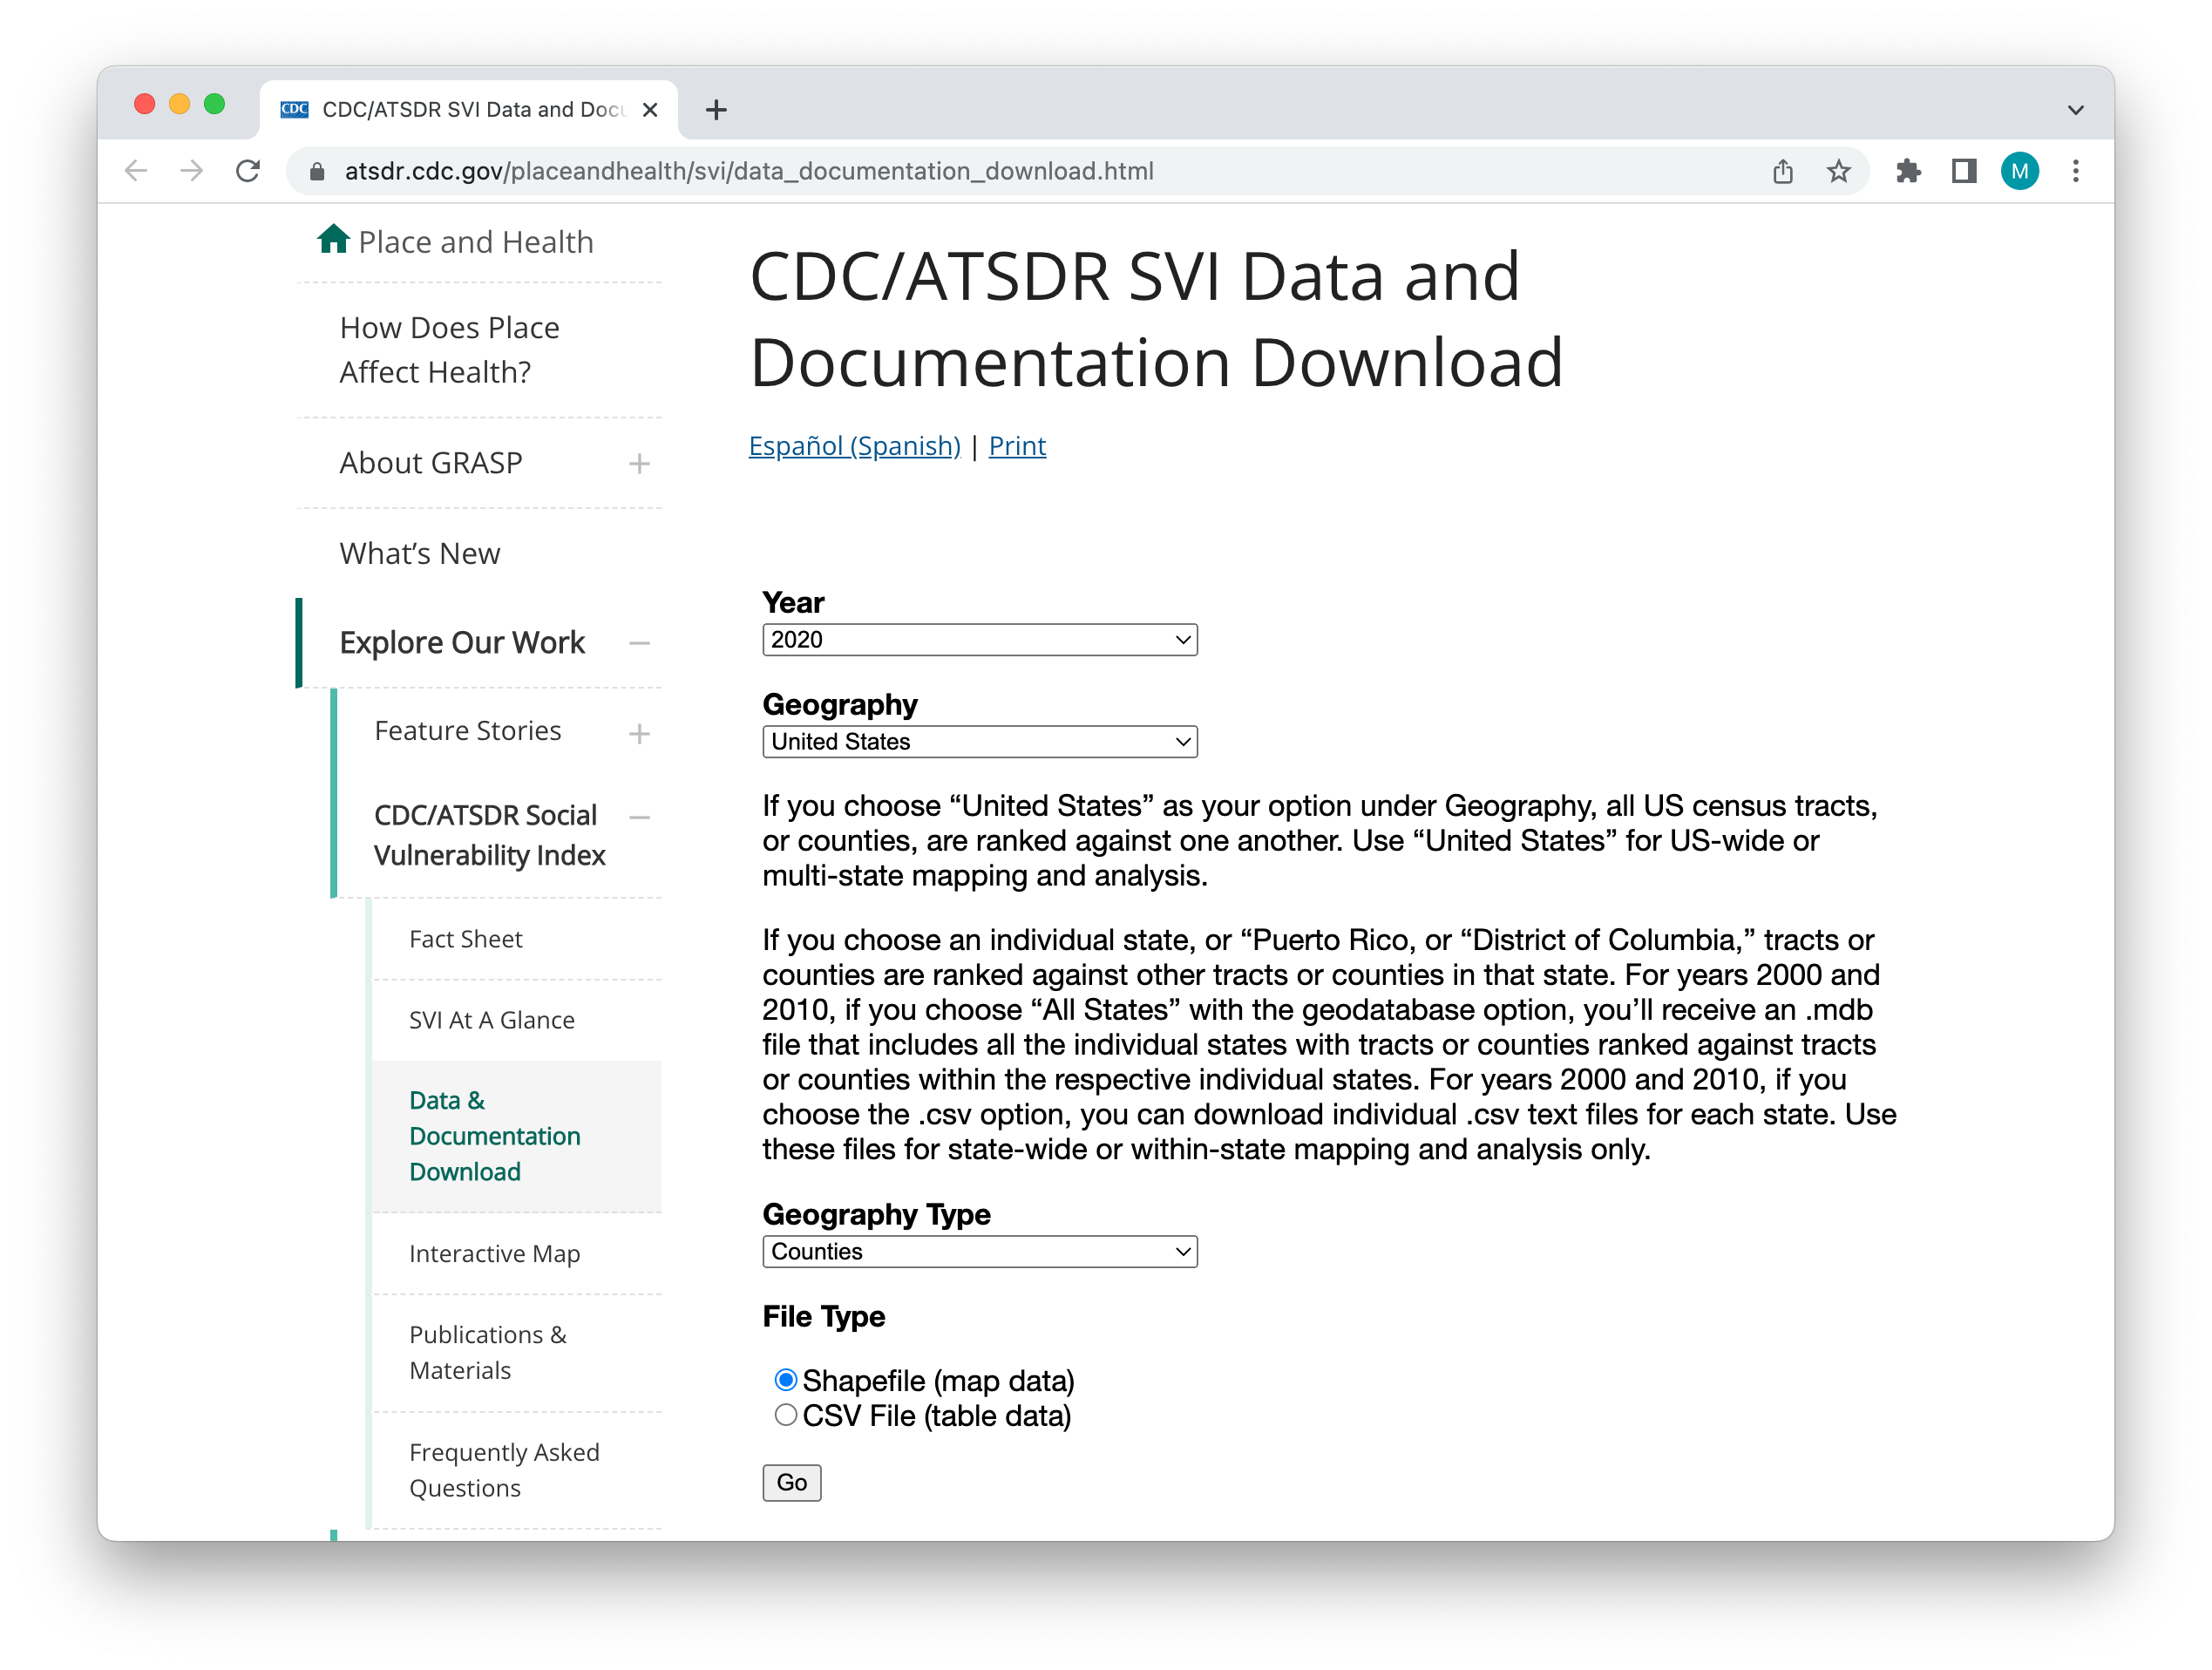 CDC
CDC/ATSDR SVI Data and Docu
atsdr.cdc.gov/placeandhealth/svi/data_documentation_download.html
M
Place and Health
How Does Place
Affect Health?
About GRASP
What’s New
Explore Our Work
Feature Stories
CDC/ATSDR Social
Vulnerability Index
Fact Sheet
SVI At A Glance
Data &
Documentation
Download
Interactive Map
Publications &
Materials
Frequently Asked
Questions
CDC/ATSDR SVI Data and
Documentation Download
Español (Spanish) | Print
Year
2020
Geography
United States
If you choose “United States” as your option under Geography, all US census tracts,
or counties, are ranked against one another. Use “United States” for US-wide or
multi-state mapping and analysis.
If you choose an individual state, or “Puerto Rico, or “District of Columbia,” tracts or
counties are ranked against other tracts or counties in that state. For years 2000 and
2010, if you choose “All States” with the geodatabase option, you’ll receive an .mdb
file that includes all the individual states with tracts or counties ranked against tracts
or counties within the respective individual states. For years 2000 and 2010, if you
choose the .csv option, you can download individual .csv text files for each state. Use
these files for state-wide or within-state mapping and analysis only.
Geography Type
Counties
File Type
Shapefile (map data)
CSV File (table data)
Go